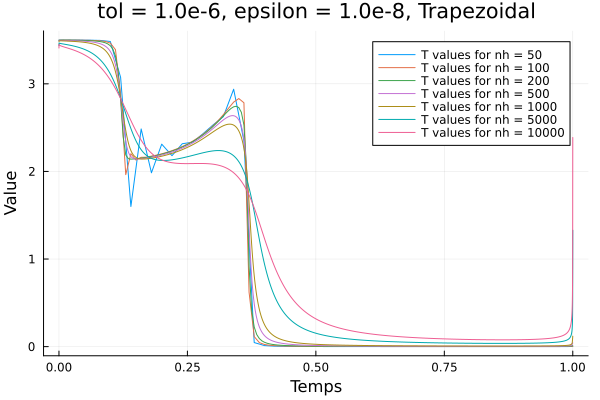 tol = 1.0e-6, epsilon = 1.0e-8, Trapezoidal
T values for nh = 50
T values for nh = 100
T values for nh = 200
T values for nh = 500
T values for nh = 1000
T values for nh = 5000
T values for nh = 10000
Value
3
2
1
0
0.00 0.25 0.50 0.75 1.00
Temps